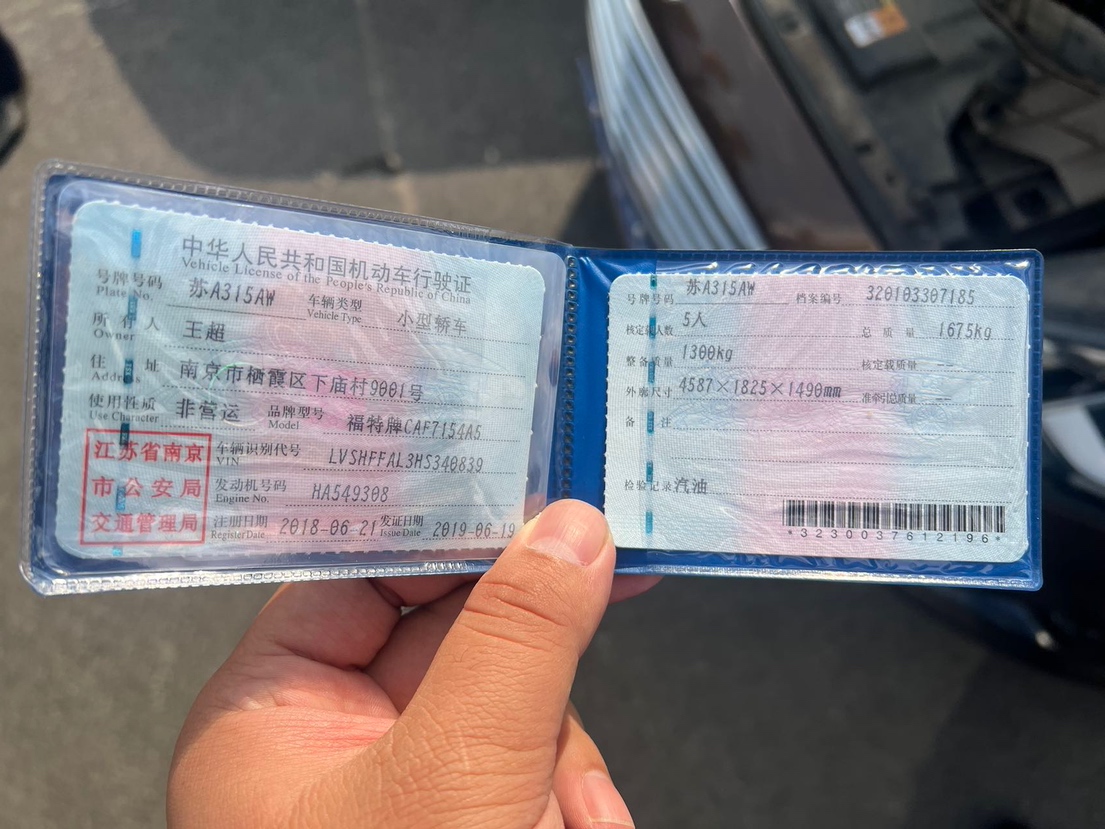 中华人民共和国机动车行驶证
Vehicle License of the People's Republic of China
号牌号码 苏A315AW 车辆类型 小型轿车
Plate No. Vehicle Type
所有人 王超
Owner
住址 南京市栖霞区下庙村9001号
Address
使用性质 非营运 品牌型号 福特牌CAF7154A5
Use Character Model
江苏省南京
市公安局
交通管理局
车辆识别代号 LVSHFFAL3HS340839
VIN
发动机号码 HA549308
Engine No.
注册日期 2018-06-21 发证日期 2019-06-19
Register Date Issue Date
号牌号码 苏A315AW 档案编号 320103307185
核定载人数 5人 总质量 1675kg
整备质量 1300kg 核定载质量 --
外廓尺寸 4587×1825×1490mm 准牵引总质量 --
备注
检验记录 汽油
*3230037612196*